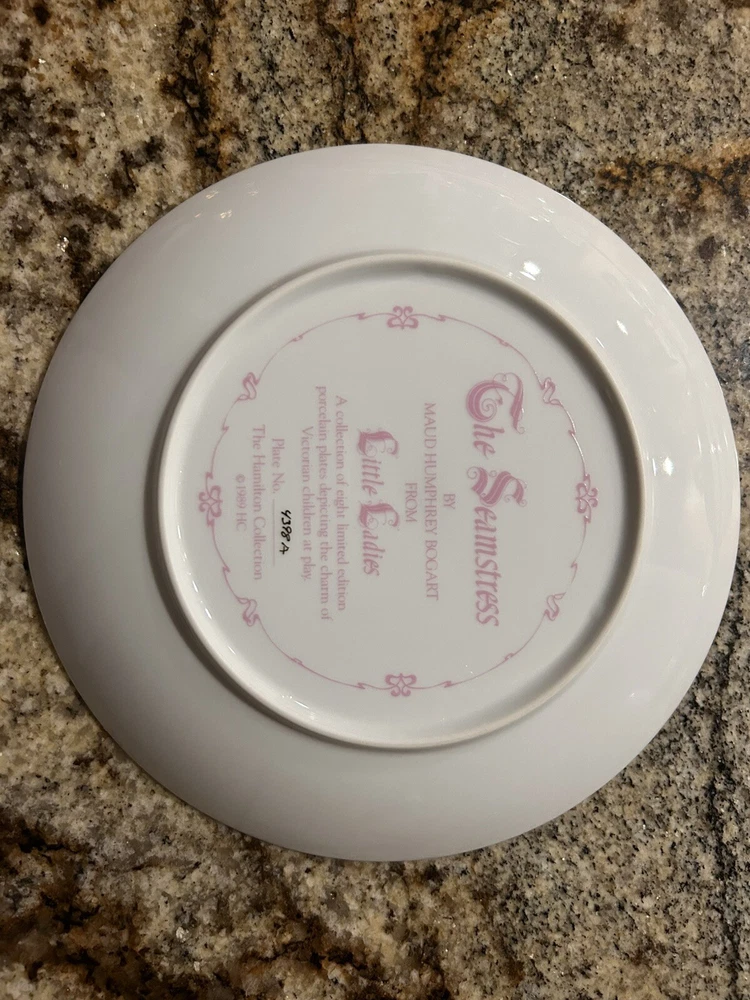 The Seamstress
BY
MAUD HUMPHREY BOGART
FROM
Little Ladies
A collection of eight limited edition
porcelain plates depicting the charm of
Victorian children at play.
Plate No. 4398 A
The Hamilton Collection
©1989 HC